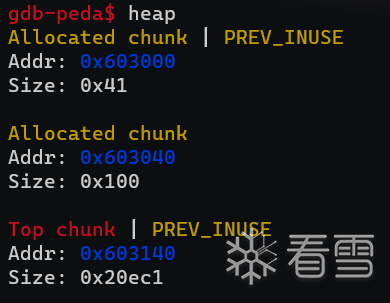 gdb-peda$ heap
Allocated chunk | PREV_INUSE
Addr: 0x603000
Size: 0x41
Allocated chunk
Addr: 0x603040
Size: 0x100
Top chunk | PREV_INUSE
Addr: 0x603140
Size: 0x20ec1
看雪